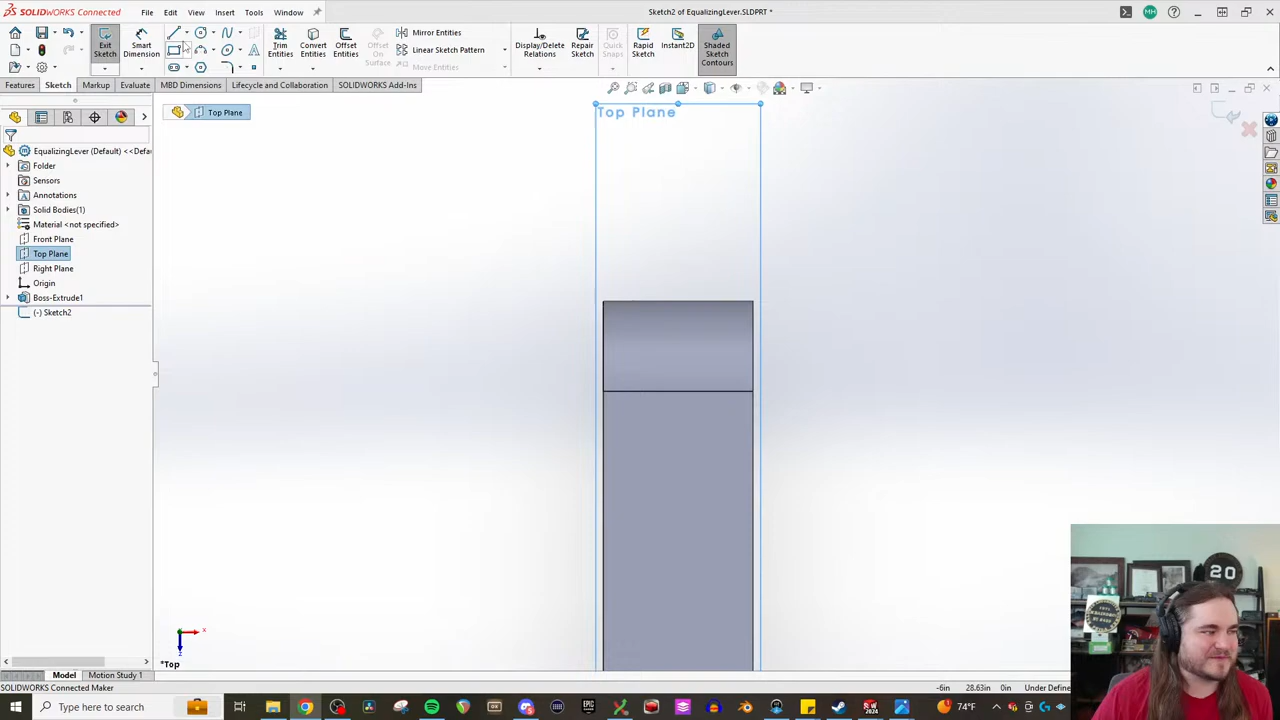 SOLIDWORKS Connected
File Edit View Insert Tools Window
Sketch2 of EqualizingLever.SLDPRT *
MH
Exit Sketch
Smart Dimension
Trim Entities
Convert Entities
Offset Entities
Offset On Surface
Mirror Entities
Linear Sketch Pattern
Move Entities
Display/Delete Relations
Repair Sketch
Quick Snaps
Rapid Sketch
Instant2D
Shaded Sketch Contours
Features Sketch Markup Evaluate MBD Dimensions Lifecycle and Collaboration SOLIDWORKS Add-Ins
Top Plane
Top Plane
EqualizingLever (Default) <<Defa
Folder
Sensors
Annotations
Solid Bodies(1)
Material <not specified>
Front Plane
Top Plane
Right Plane
Origin
Boss-Extrude1
(-) Sketch2
x
z
*Top
20
Model Motion Study 1
SOLIDWORKS Connected Maker
-6in 28.63in 0in Under Define
Type here to search
74°F